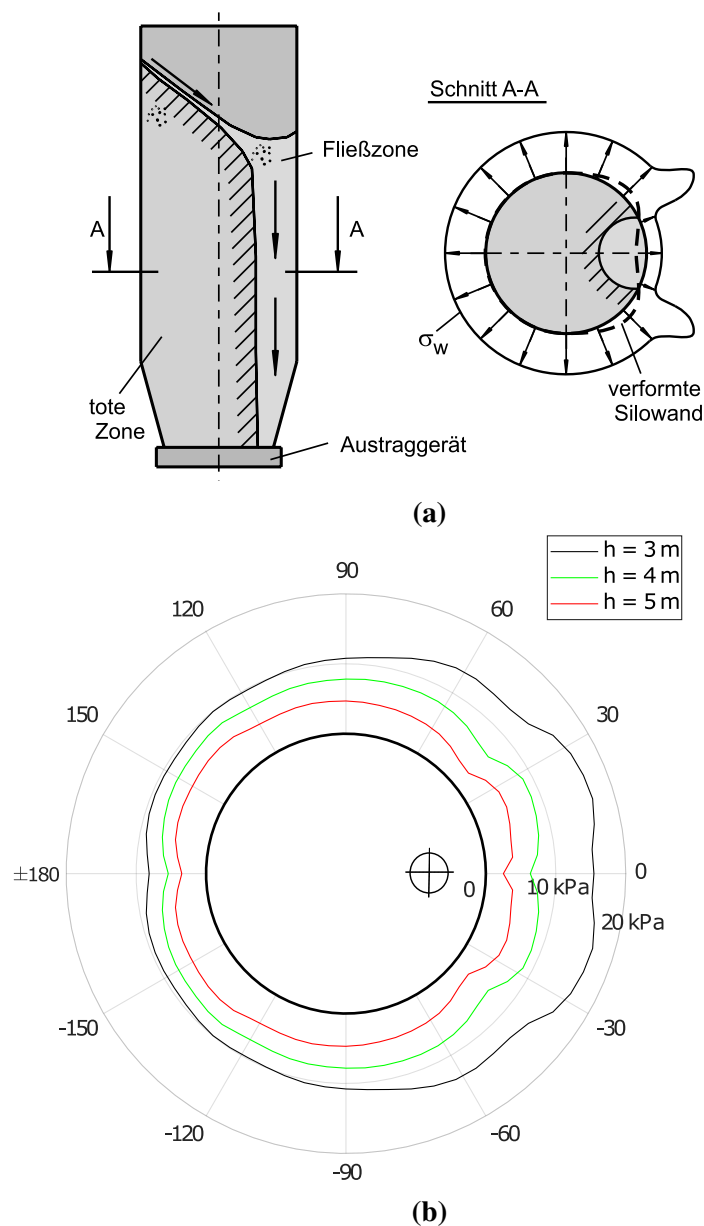 Schnitt A-A
Fließzone
A
A
σw
tote
Zone
verformte
Silowand
Austraggerät
(a)
h = 3 m
h = 4 m
h = 5 m
90
120
60
150
30
±180
0
0
10 kPa
20 kPa
-150
-30
-120
-60
-90
(b)